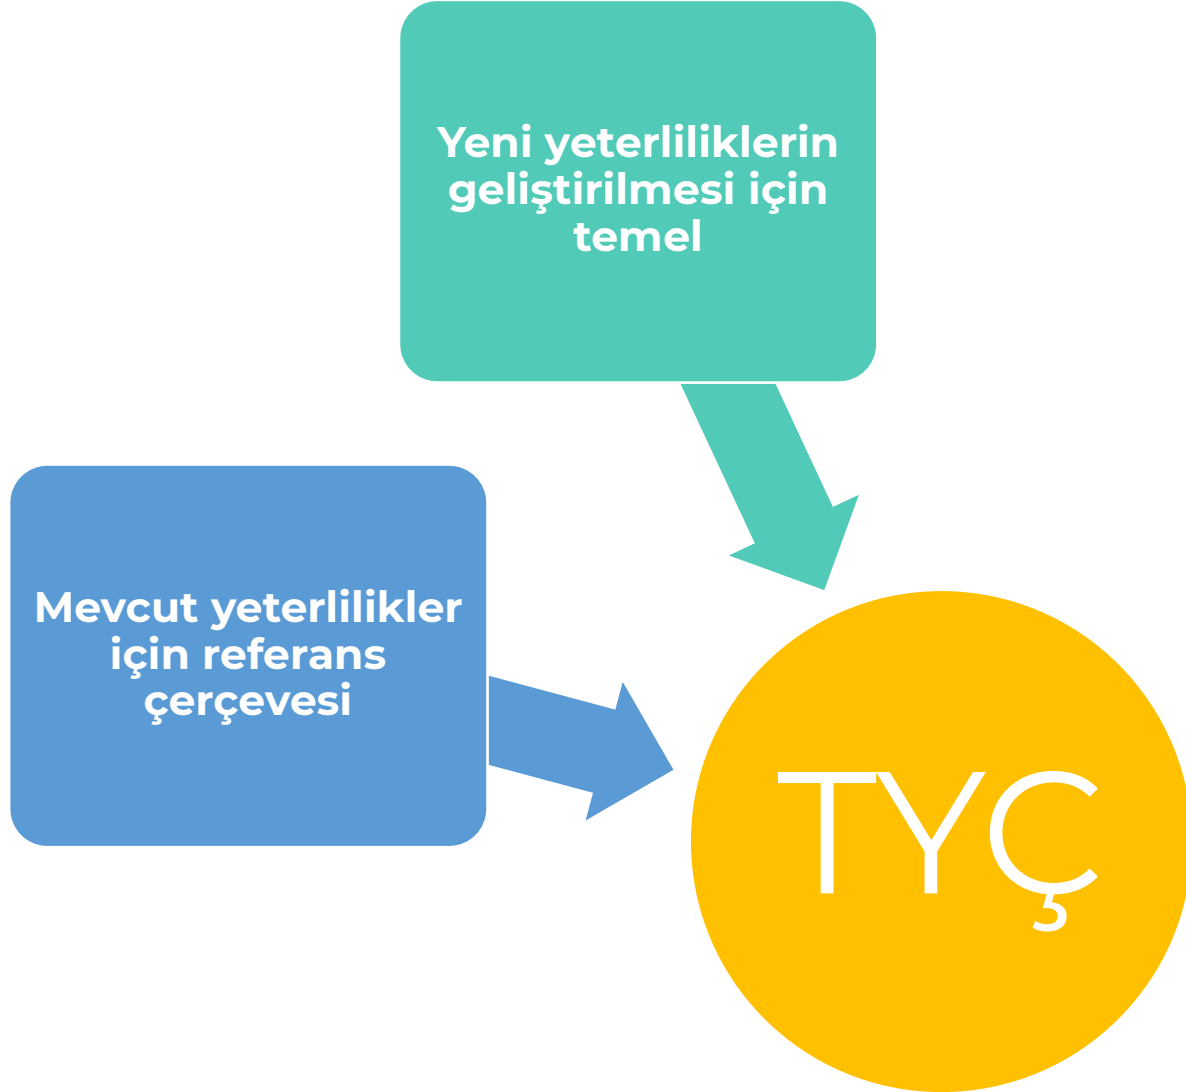 Yeni yeterliliklerin
geliştirilmesi için
temel
Mevcut yeterlilikler
için referans
çerçevesi
TYÇ